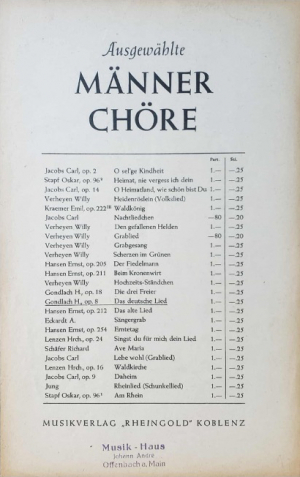 Ausgewählte
MÄNNER
CHÖRE
Part. Sti.
Jacobs Carl, op. 2 O sel'ge Kindheit 1.— —25
Stapf Oskar, op. 96³ Heimat, nie vergess ich dein 1.— —25
Jacobs Carl, op. 14 O Heimatland, wie schön bist Du 1.— —25
Verheyen Willy Heidenröslein (Volkslied) 1.— —25
Kraemer Emil, op. 222 Waldkönig 1.— —25
Jacobs Carl Nachtliedchen —80 —20
Verheyen Willy Den gefallenen Helden 1.— —25
Verheyen Willy Grablied —80 —20
Verheyen Willy Grabgesang 1.— —25
Verheyen Willy Scherzen im Grünen 1.— —25
Hansen Ernst, op. 205 Der Fiedelmann 1.— —25
Hansen Ernst, op. 211 Beim Kronenwirt 1.— —25
Verheyen Willy Hochzeits-Ständchen 1.— —25
Gondlach H., op. 18 Die drei Freier 1.— —25
Gondlach H., op. 8 Das deutsche Lied 1.— —25
Hansen Ernst, op. 212 Das alte Lied 1.— —25
Eckardt A. Sängergrab 1.— —25
Hansen Ernst, op. 254 Erntetag 1.— —25
Lenzen Hrch., op. 24 Singst du für mich dein Lied 1.— —25
Schäfer Richard Ave Maria 1.— —25
Jacobs Carl Lebe wohl (Grablied) 1.— —25
Lenzen Hrch., op. 16 Waldkirche 1.— —25
Jacobs Carl, op. 9 Daheim 1.— —25
Jung Rheinlied (Schunkellied) 1.— —25
Stapf Oskar, op. 96¹ Am Rhein 1.— —25
MUSIKVERLAG „RHEINGOLD" KOBLENZ
Musik-Haus
Johann André
Offenbach a. Main